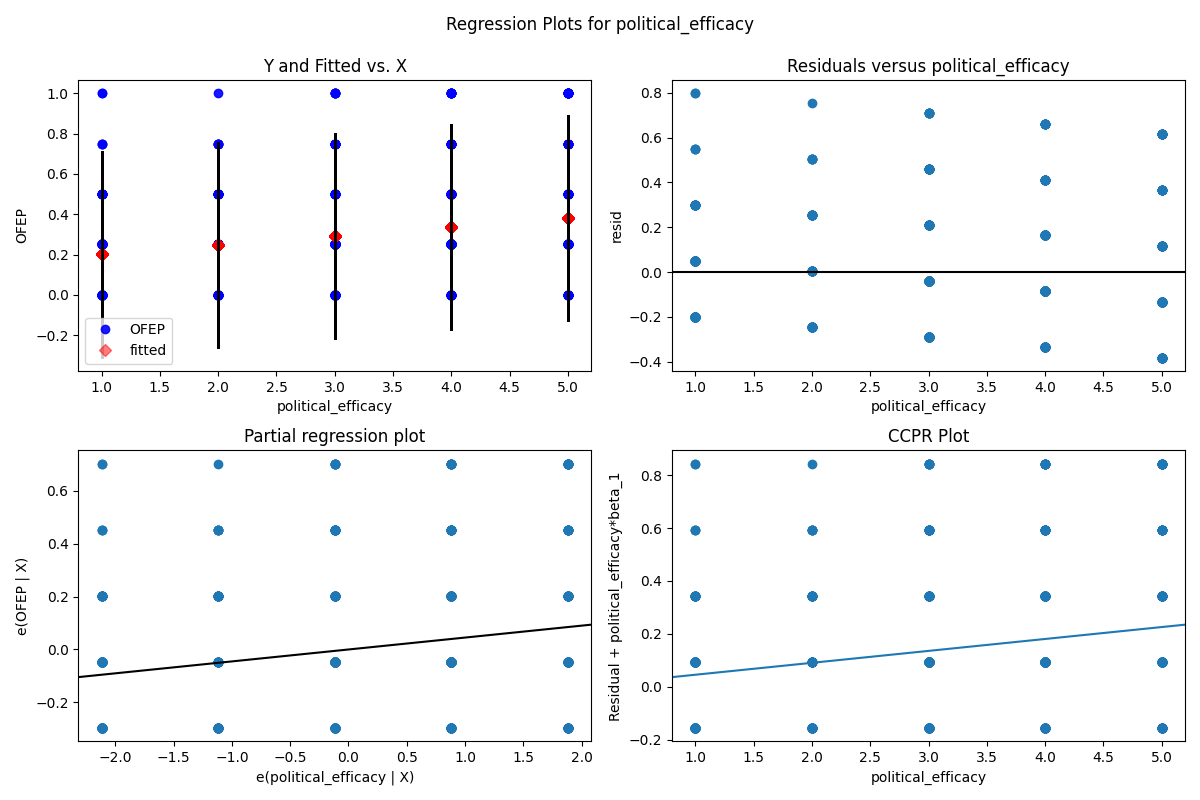 Regression Plots for political_efficacy
Y and Fitted vs. X
OFEP
1.0
0.8
0.6
0.4
0.2
0.0
−0.2
OFEP
fitted
1.0 1.5 2.0 2.5 3.0 3.5 4.0 4.5 5.0
political_efficacy
Residuals versus political_efficacy
resid
0.8
0.6
0.4
0.2
0.0
−0.2
−0.4
1.0 1.5 2.0 2.5 3.0 3.5 4.0 4.5 5.0
political_efficacy
Partial regression plot
e(OFEP | X)
0.6
0.4
0.2
0.0
−0.2
−2.0 −1.5 −1.0 −0.5 0.0 0.5 1.0 1.5 2.0
e(political_efficacy | X)
CCPR Plot
Residual + political_efficacy*beta_1
0.8
0.6
0.4
0.2
0.0
−0.2
1.0 1.5 2.0 2.5 3.0 3.5 4.0 4.5 5.0
political_efficacy